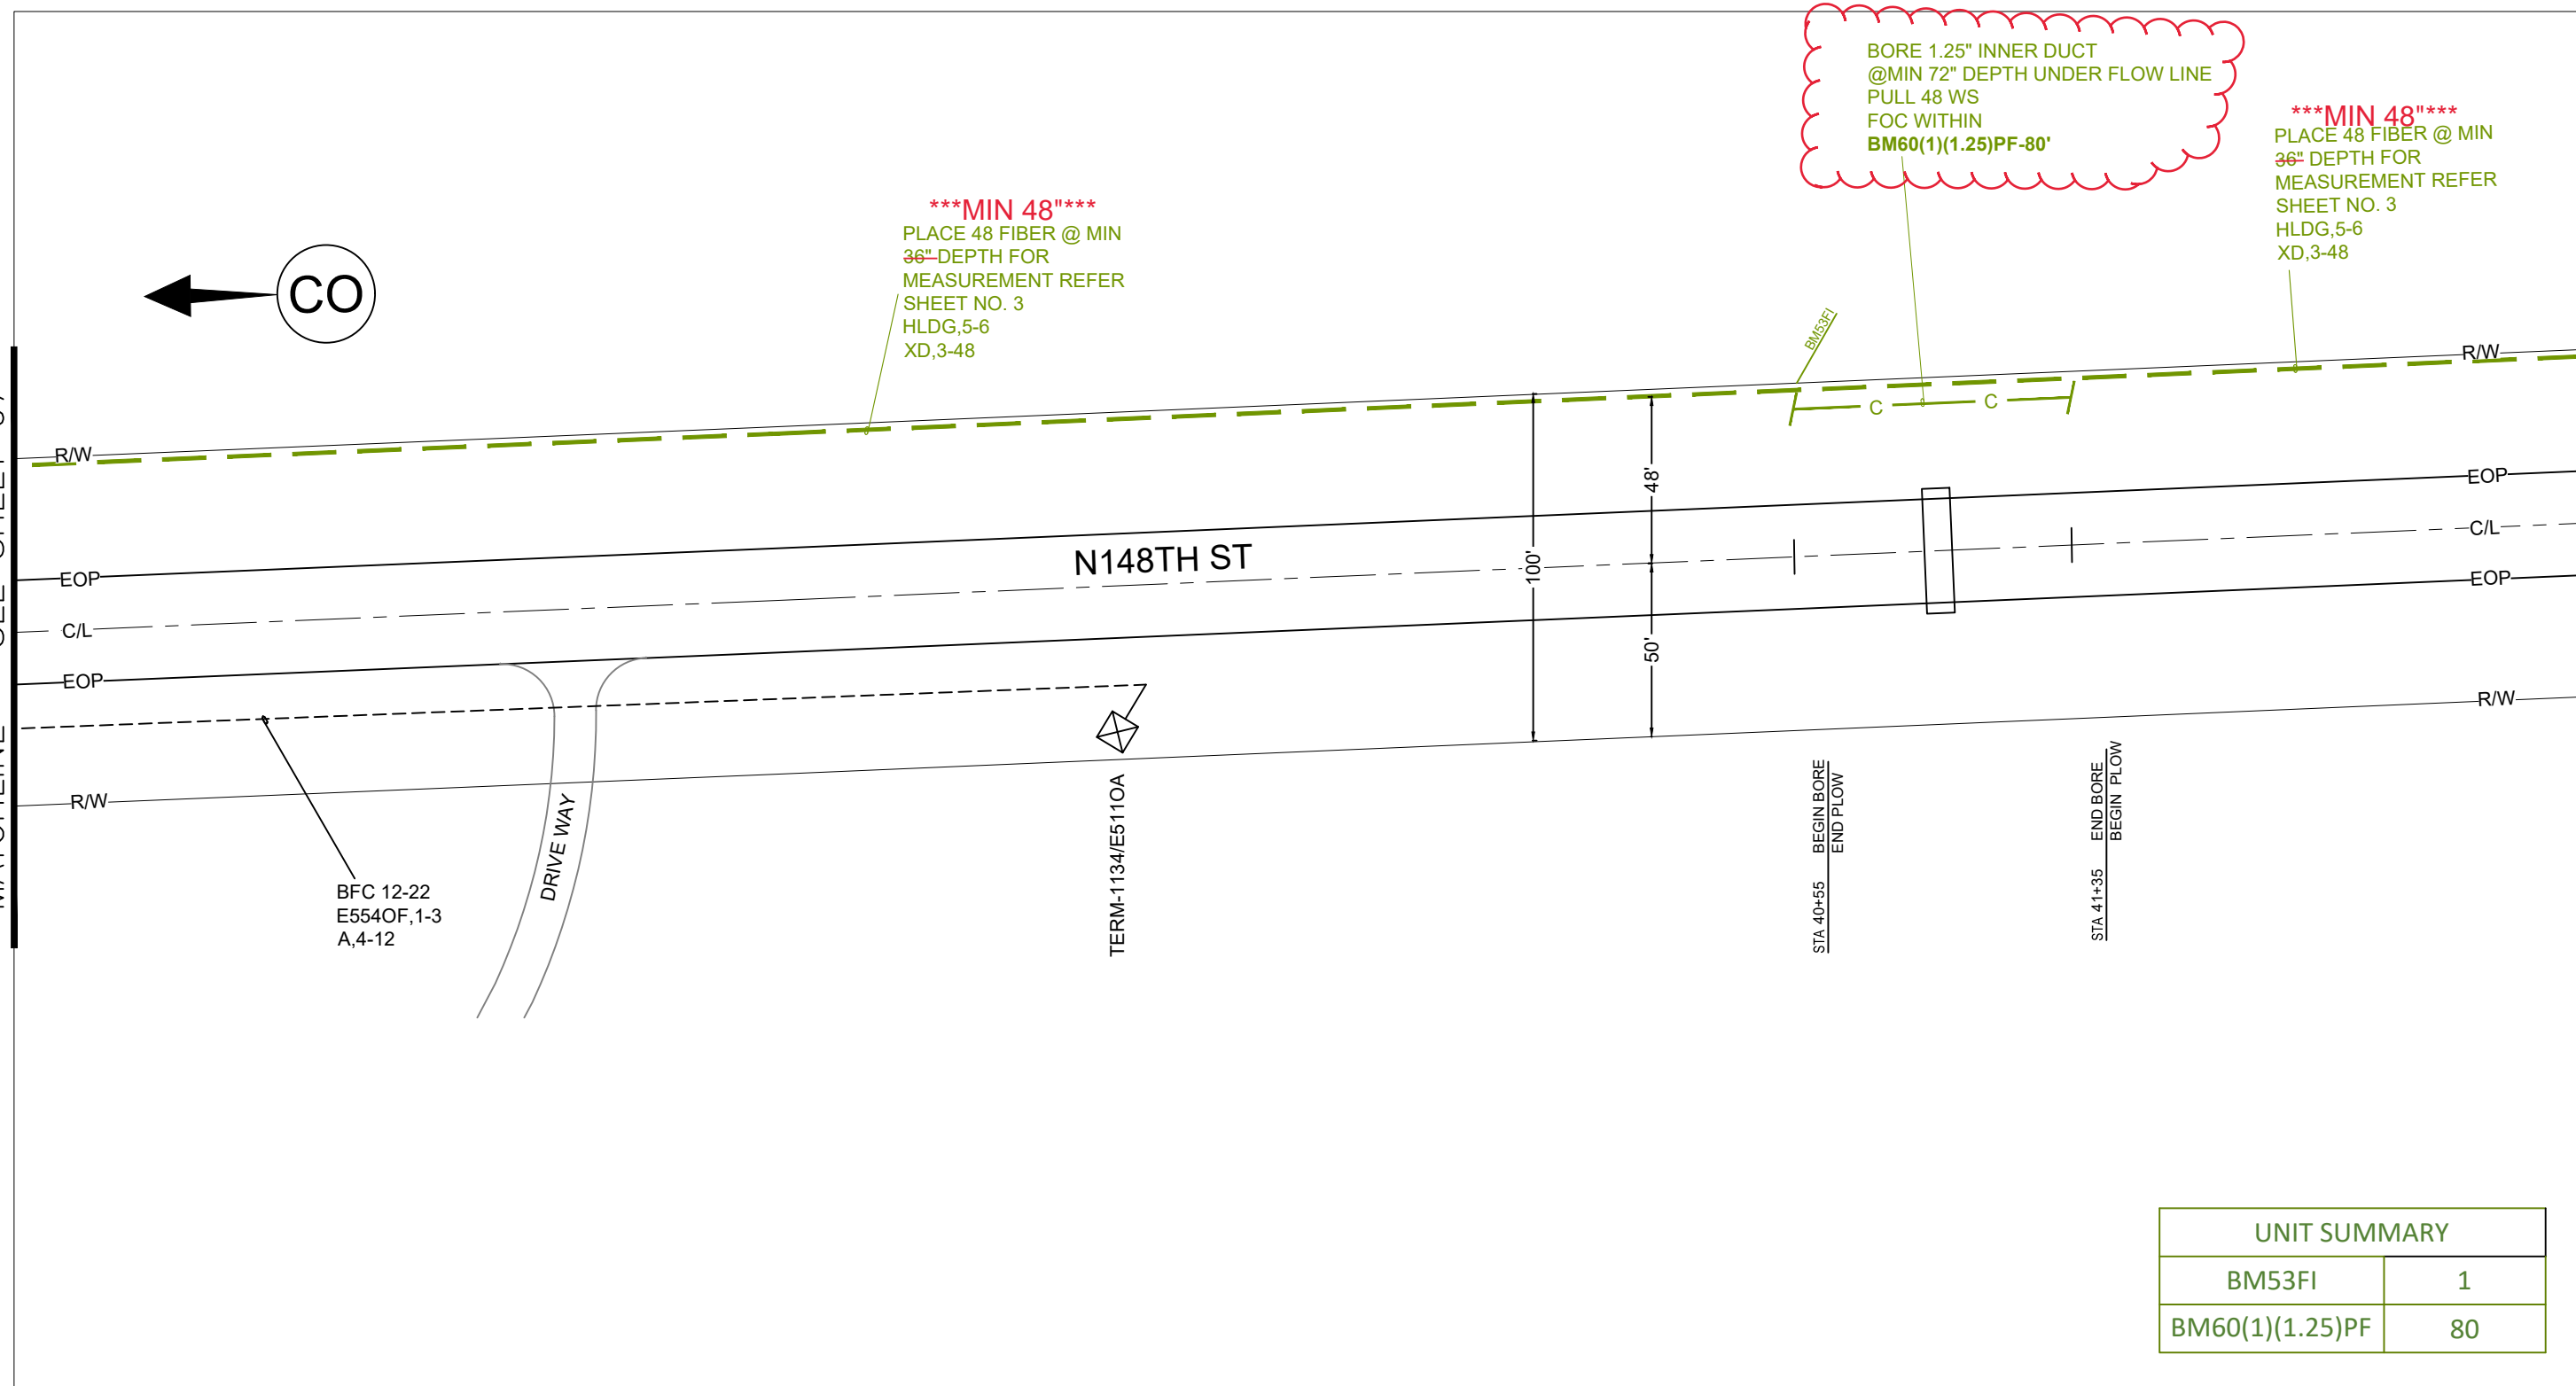 BORE 1.25" INNER DUCT
@MIN 72" DEPTH UNDER FLOW LINE
PULL 48 WS
FOC WITHIN
BM60(1)(1.25)PF-80'
***MIN 48"***
PLACE 48 FIBER @ MIN
36" DEPTH FOR
MEASUREMENT REFER
SHEET NO. 3
HLDG,5-6
XD,3-48
***MIN 48"***
PLACE 48 FIBER @ MIN
36" DEPTH FOR
MEASUREMENT REFER
SHEET NO. 3
HLDG,5-6
XD,3-48
CO
BM53FI
R/W
C
C
R/W
48'
EOP
C/L
EOP
N148TH ST
100'
EOP
C/L
EOP
50'
R/W
R/W
BFC 12-22
E554OF,1-3
A,4-12
DRIVE WAY
TERM-1134/E511OA
STA 40+55 BEGIN BORE
END PLOW
STA 41+35 END BORE
BEGIN PLOW
UNIT SUMMARY
BM53FI 1
BM60(1)(1.25)PF 80